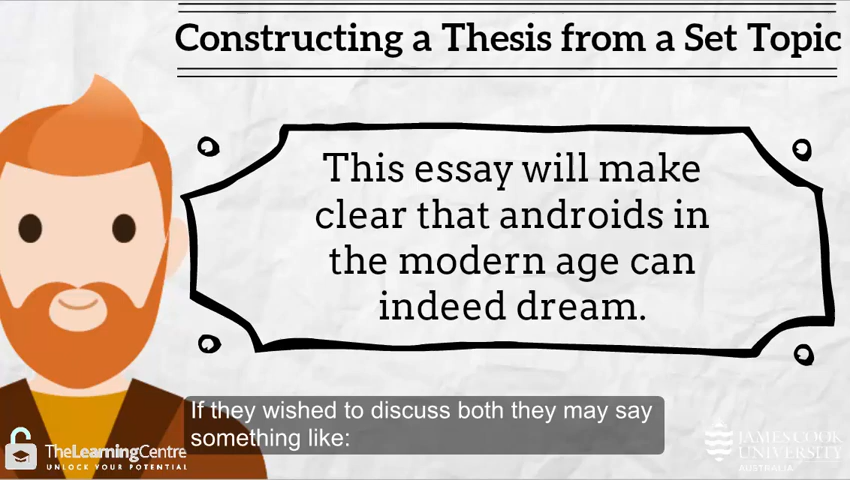 Constructing a Thesis from a Set Topic
This essay will make
clear that androids in
the modern age can
indeed dream.
If they wished to discuss both they may say
something like:
TheLearningCentre
UNLOCK YOUR POTENTIAL
JAMES COOK
UNIVERSITY
AUSTRALIA